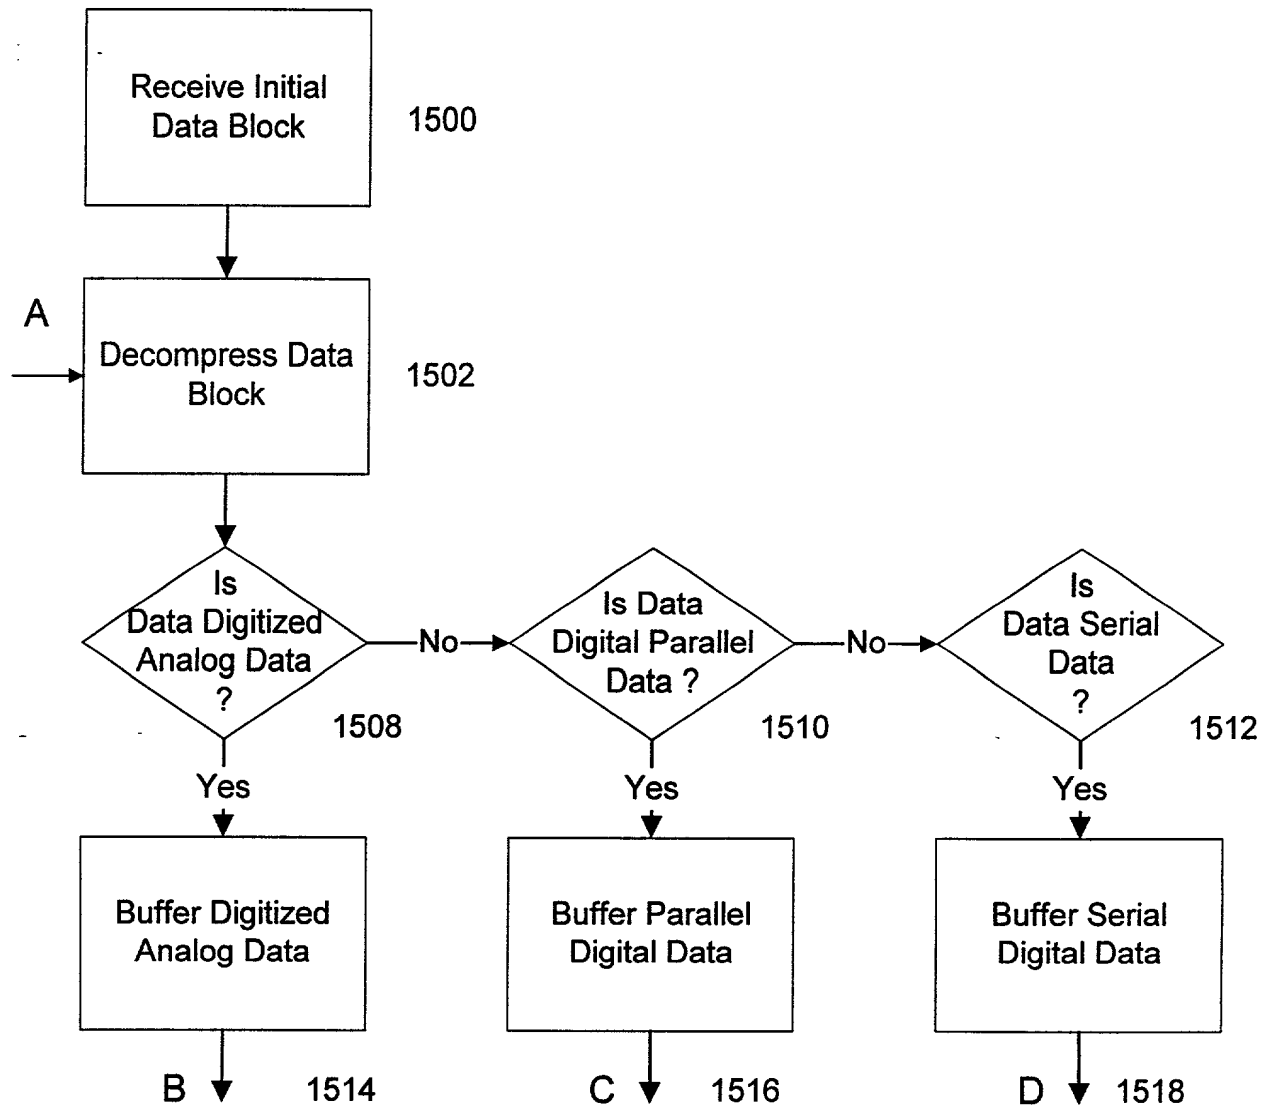 Receive Initial
Data Block
1500
A
Decompress Data
Block
1502
Is
Data Digitized
Analog Data
?
1508
No
Is Data
Digital Parallel
Data ?
1510
No
Is
Data Serial
Data
?
1512
Yes
Yes
Yes
Buffer Digitized
Analog Data
Buffer Parallel
Digital Data
Buffer Serial
Digital Data
B
1514
C
1516
D
1518